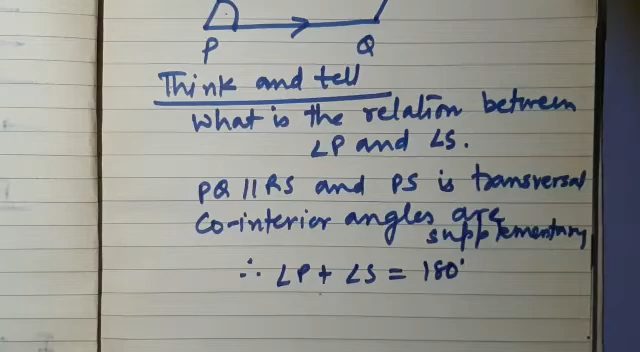 P Q
Think and tell
What is the relation between
∠P and ∠S.
PQ || RS and PS is transversal
Co-interior angles are
supplementary
∴ ∠P + ∠S = 180°